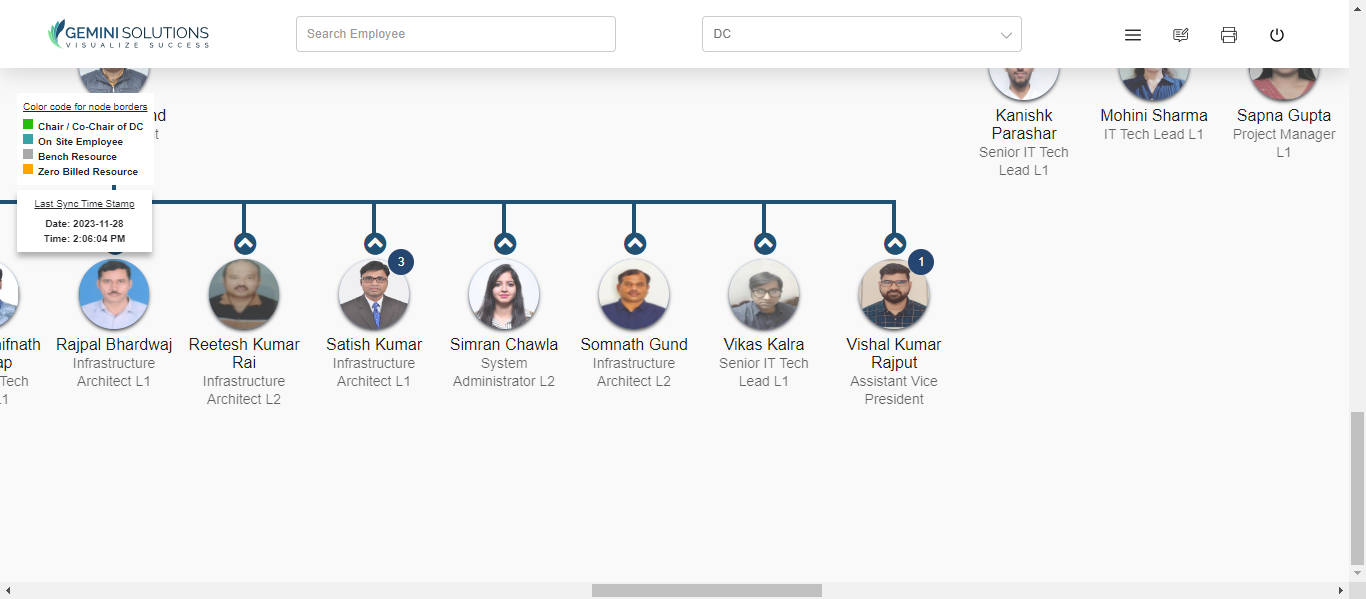 GEMINI SOLUTIONS
VISUALIZE SUCCESS
Search Employee
DC
Color code for node borders
Chair / Co-Chair of DC
On Site Employee
Bench Resource
Zero Billed Resource
Last Sync Time Stamp
Date: 2023-11-28
Time: 2:06:04 PM
Kanishk
Parashar
Senior IT Tech
Lead L1
Mohini Sharma
IT Tech Lead L1
Sapna Gupta
Project Manager
L1
3
1
Tech
Rajpal Bhardwaj
Infrastructure
Architect L1
Reetesh Kumar
Rai
Infrastructure
Architect L2
Satish Kumar
Infrastructure
Architect L1
Simran Chawla
System
Administrator L2
Somnath Gund
Infrastructure
Architect L2
Vikas Kalra
Senior IT Tech
Lead L1
Vishal Kumar
Rajput
Assistant Vice
President